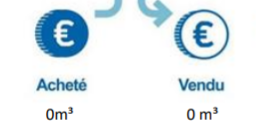 € €
Acheté Vendu
0m³ 0 m³